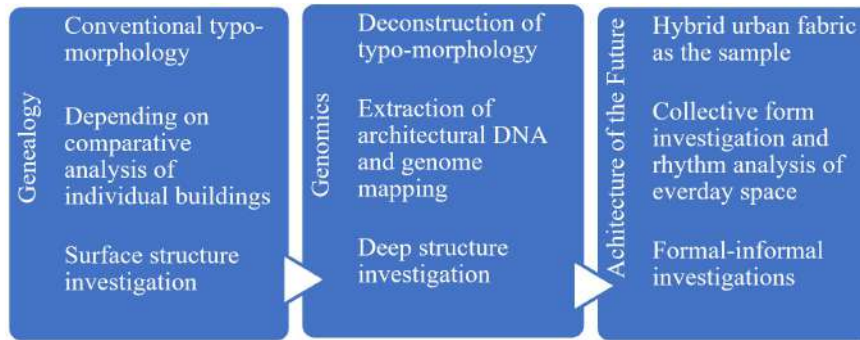 Genealogy
Conventional typo-
morphology
Depending on
comparative
analysis of
individual buildings
Surface structure
investigation
Genomics
Deconstruction of
typo-morphology
Extraction of
architectural DNA
and genome
mapping
Deep structure
investigation
Achitecture of the Future
Hybrid urban fabric
as the sample
Collective form
investigation and
rhythm analysis of
everday space
Formal-informal
investigations